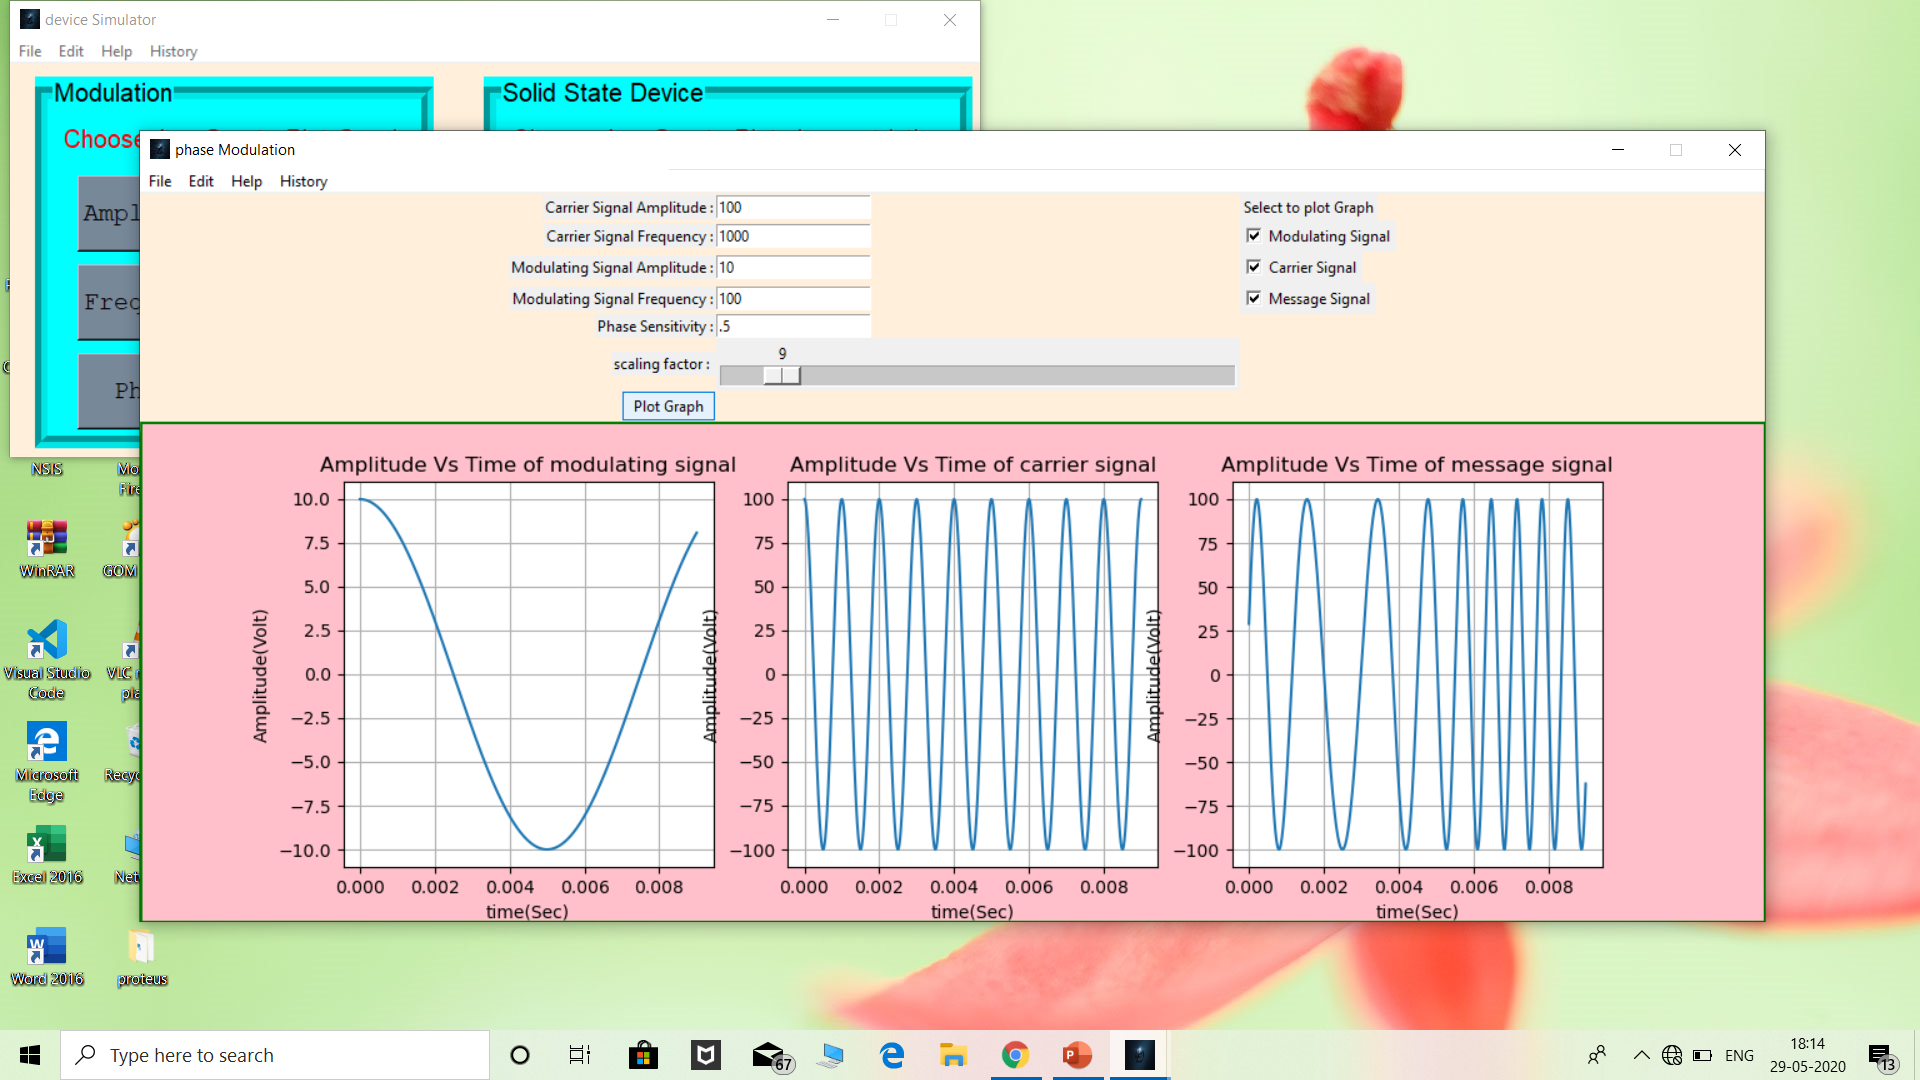 device Simulator
File Edit Help History
Modulation
Solid State Device
Choose
phase Modulation
File Edit Help History
Carrier Signal Amplitude : 100
Carrier Signal Frequency : 1000
Modulating Signal Amplitude : 10
Modulating Signal Frequency : 100
Phase Sensitivity : .5
scaling factor : 9
Plot Graph
Select to plot Graph
Modulating Signal
Carrier Signal
Message Signal
Amplitude Vs Time of modulating signal
Amplitude(Volt)
10.0
7.5
5.0
2.5
0.0
−2.5
−5.0
−7.5
−10.0
0.000 0.002 0.004 0.006 0.008
time(Sec)
Amplitude Vs Time of carrier signal
Amplitude(Volt)
100
75
50
25
0
−25
−50
−75
−100
0.000 0.002 0.004 0.006 0.008
time(Sec)
Amplitude Vs Time of message signal
Amplitude(Volt)
100
75
50
25
0
−25
−50
−75
−100
0.000 0.002 0.004 0.006 0.008
time(Sec)
NSIS
WinRAR
GOM
Visual Studio
Code
VLC
Microsoft
Edge
Excel 2016
Word 2016
proteus
Type here to search
67
ENG
18:14
29-05-2020
13